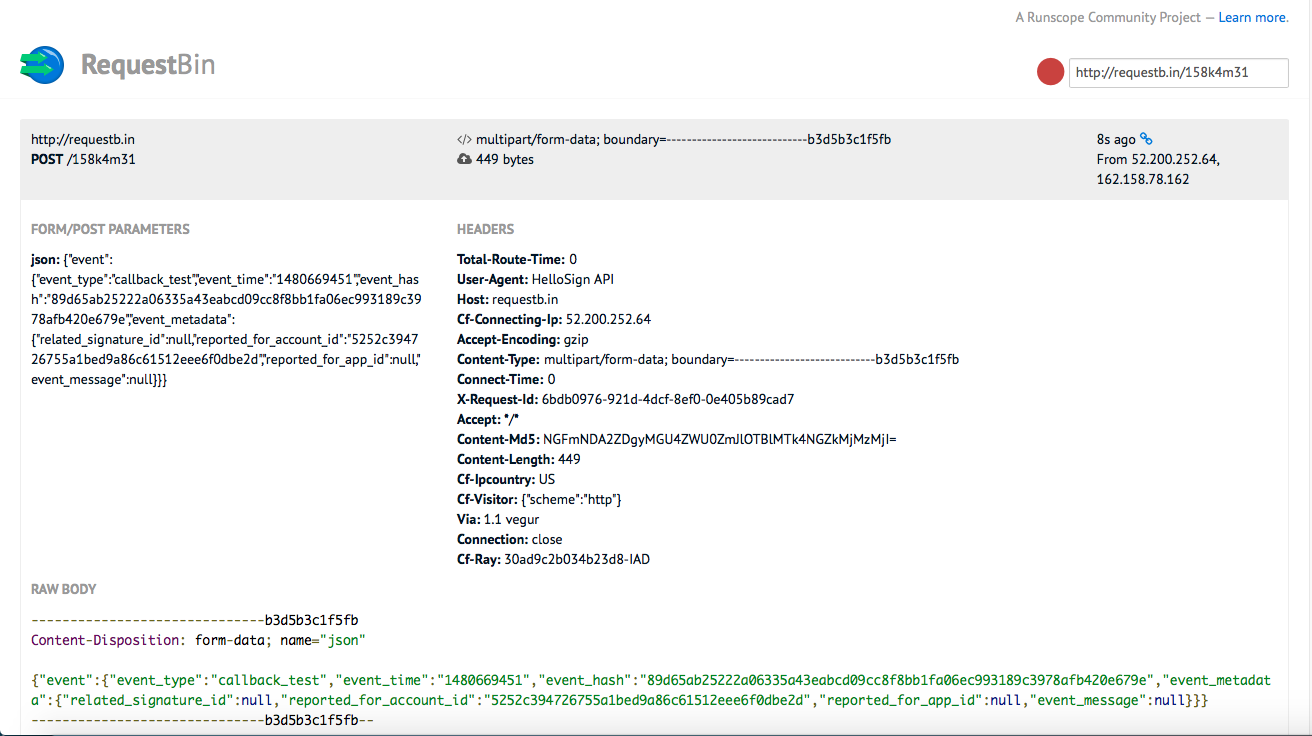 A Runscope Community Project — Learn more.
RequestBin
http://requestb.in/158k4m31
http://requestb.in
POST /158k4m31
</> multipart/form-data; boundary=----------------------------b3d5b3c1f5fb
449 bytes
8s ago
From 52.200.252.64,
162.158.78.162
FORM/POST PARAMETERS
json: {"event":
{"event_type":"callback_test","event_time":"1480669451","event_has
h":"89d65ab25222a06335a43eabcd09cc8f8bb1fa06ec993189c39
78afb420e679e","event_metadata":
{"related_signature_id":null,"reported_for_account_id":"5252c3947
26755a1bed9a86c61512eee6f0dbe2d","reported_for_app_id":null,"
event_message":null}}}
HEADERS
Total-Route-Time: 0
User-Agent: HelloSign API
Host: requestb.in
Cf-Connecting-Ip: 52.200.252.64
Accept-Encoding: gzip
Content-Type: multipart/form-data; boundary=----------------------------b3d5b3c1f5fb
Connect-Time: 0
X-Request-Id: 6bdb0976-921d-4dcf-8ef0-0e405b89cad7
Accept: */*
Content-Md5: NGFmNDA2ZDgyMGU4ZWU0ZmJlOTBlMTk4NGZkMjMzMjI=
Content-Length: 449
Cf-Ipcountry: US
Cf-Visitor: {"scheme":"http"}
Via: 1.1 vegur
Connection: close
Cf-Ray: 30ad9c2b034b23d8-IAD
RAW BODY
------------------------------b3d5b3c1f5fb
Content-Disposition: form-data; name="json"
{"event":{"event_type":"callback_test","event_time":"1480669451","event_hash":"89d65ab25222a06335a43eabcd09cc8f8bb1fa06ec993189c3978afb420e679e","event_metadat
a":{"related_signature_id":null,"reported_for_account_id":"5252c394726755a1bed9a86c61512eee6f0dbe2d","reported_for_app_id":null,"event_message":null}}}
------------------------------b3d5b3c1f5fb--